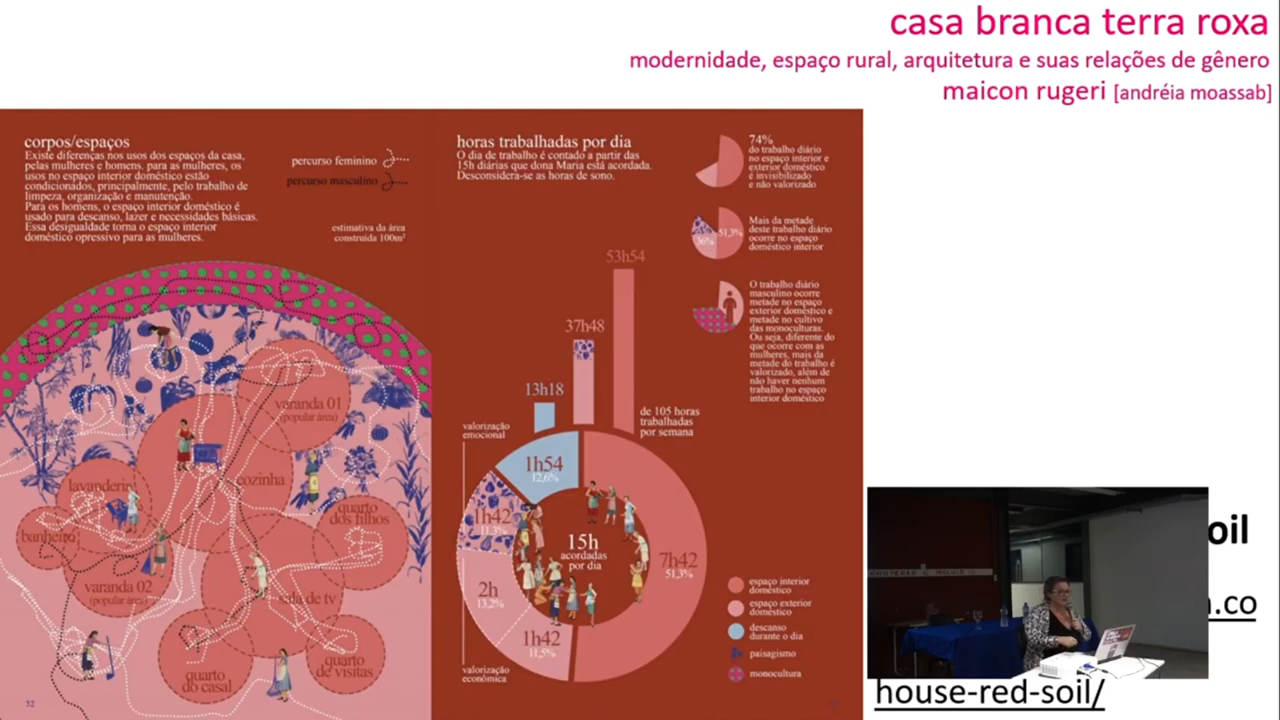 casa branca terra roxa
modernidade, espaço rural, arquitetura e suas relações de gênero
maicon rugeri [andréia moassab]
corpos/espaços
Existe diferenças nos usos dos espaços da casa,
pelas mulheres e homens. para as mulheres, os
usos no espaço interior doméstico estão
condicionados, principalmente, pelo trabalho de
limpeza, organização e manutenção.
Para os homens, o espaço interior doméstico é
usado para descanso, lazer e necessidades básicas.
Essa desigualdade torna o espaço interior
doméstico opressivo para as mulheres.
percurso feminino
percurso masculino
estimativa da área
construída 100m²
varanda 01
(popular área)
cozinha
lavanderia
quarto
dos filhos
banheiro
varanda 02
(popular área)
sala de tv
quarto
do casal
quarto
de visitas
52
horas trabalhadas por dia
O dia de trabalho é contado a partir das
15h diárias que dona Maria está acordada.
Desconsidera-se as horas de sono.
74%
do trabalho diário
no espaço interior e
exterior doméstico
é invisibilizado
e não valorizado
36%
51,3%
Mais da metade
deste trabalho diário
ocorre no espaço
doméstico interior
O trabalho diário
masculino ocorre
metade no espaço
exterior doméstico e
metade no cultivo
das monoculturas.
Ou seja, diferente do
que ocorre com as
mulheres, mais da
metade do trabalho é
valorizado, além de
não haver nenhum
trabalho no espaço
interior doméstico
53h54
37h48
13h18
de 105 horas
trabalhadas
por semana
valorização
emocional
1h54
12,6%
1h42
11,3%
2h
13,2%
1h42
11,5%
7h42
51,3%
15h
acordadas
por dia
valorização
econômica
espaço interior
doméstico
espaço exterior
doméstico
descanso
durante o dia
paisagismo
monocultura
oil
.co
house-red-soil/